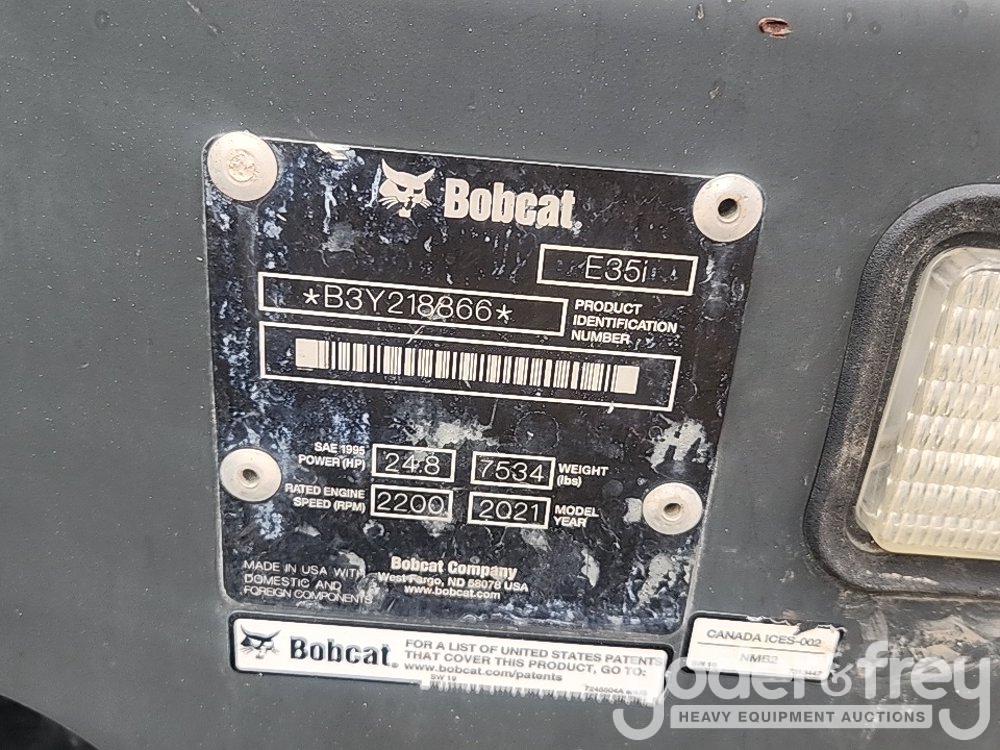 Bobcat
E35i
*B3Y218866*
PRODUCT
IDENTIFICATION
NUMBER
SAE 1995
POWER (HP)
24.8
7534
WEIGHT
(lbs)
RATED ENGINE
SPEED (RPM)
2200
2021
MODEL
YEAR
MADE IN USA WITH
DOMESTIC AND
FOREIGN COMPONENTS
Bobcat Company
West Fargo, ND 58078 USA
www.bobcat.com
Bobcat
FOR A LIST OF UNITED STATES PATENTS
THAT COVER THIS PRODUCT, GO TO:
www.bobcat.com/patents
SW 19
CANADA ICES-002
NMB2
yoder&frey
HEAVY EQUIPMENT AUCTIONS